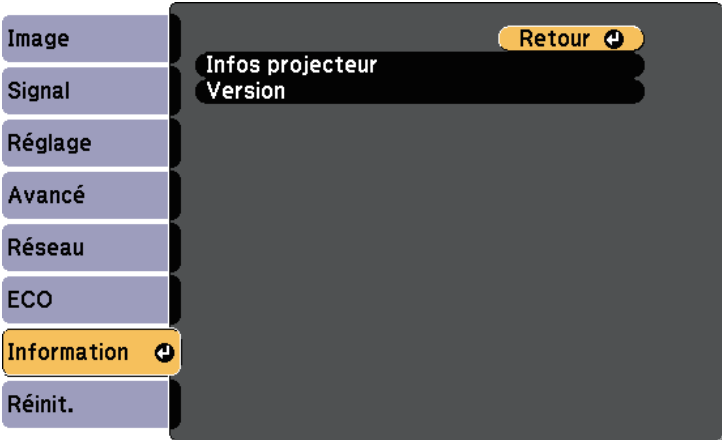 Image
Signal
Réglage
Avancé
Réseau
ECO
Information
Réinit.
Retour
Infos projecteur
Version